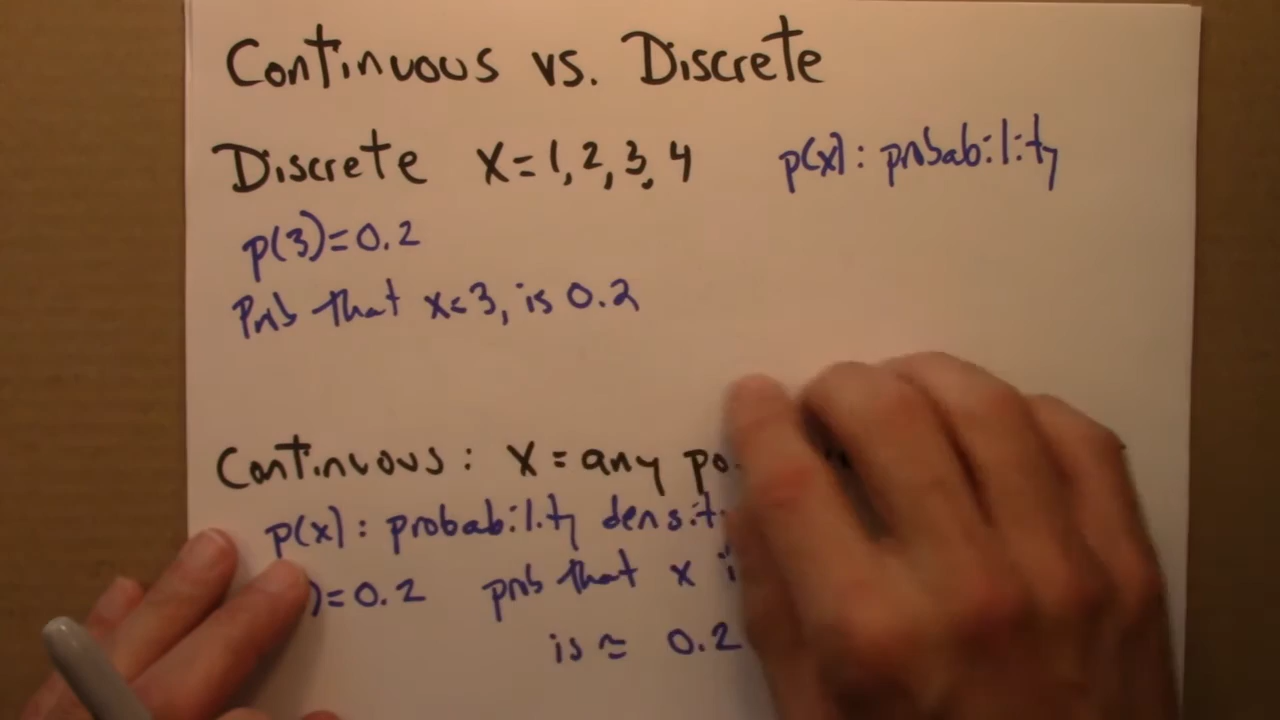 Continuous vs. Discrete
Discrete X=1,2,3,4 p(x): probability
p(3)=0.2
Prob that x<3, is 0.2
Continuous: X = any
p(x): probability
)=0.2 prob that x
is ≃ 0.2